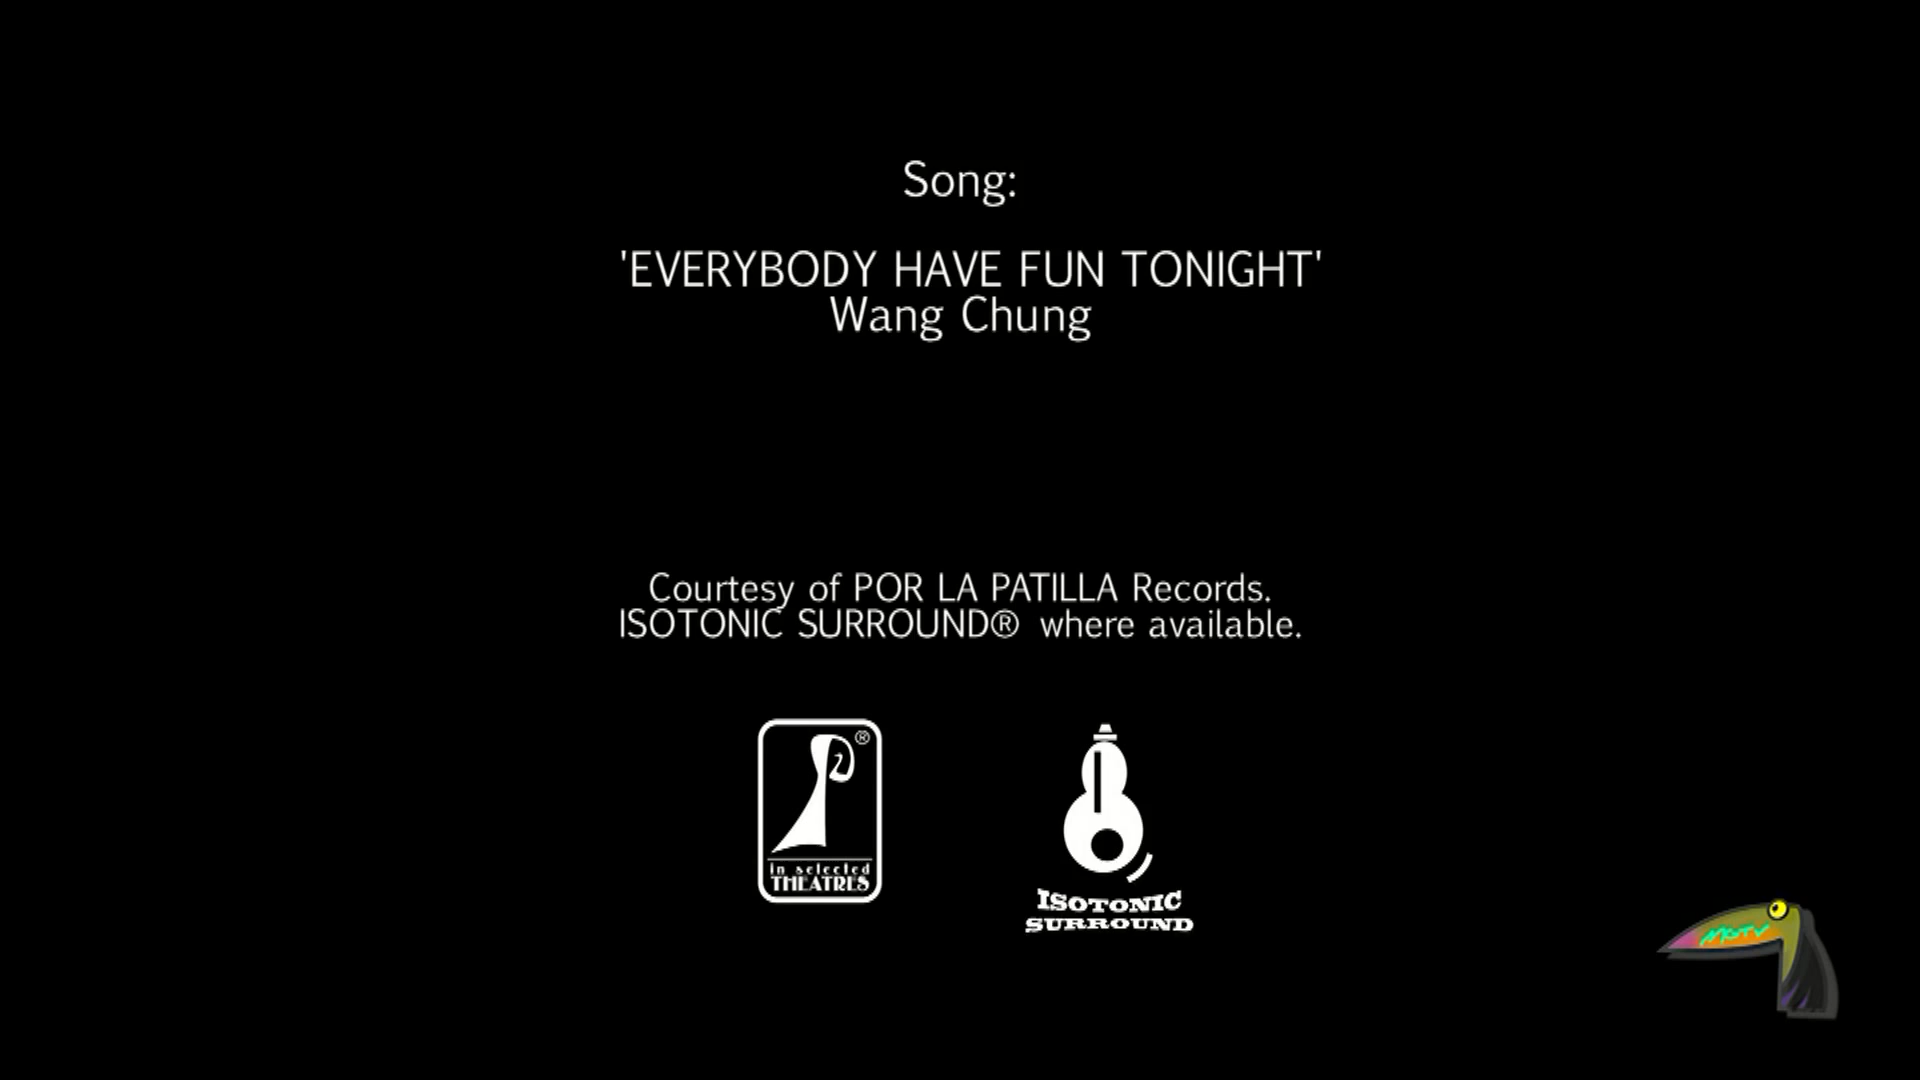 Song:
'EVERYBODY HAVE FUN TONIGHT'
Wang Chung
Courtesy of POR LA PATILLA Records.
ISOTONIC SURROUND® where available.
®
in selected
THEATRES
ISOTONIC
SURROUND
MGTV